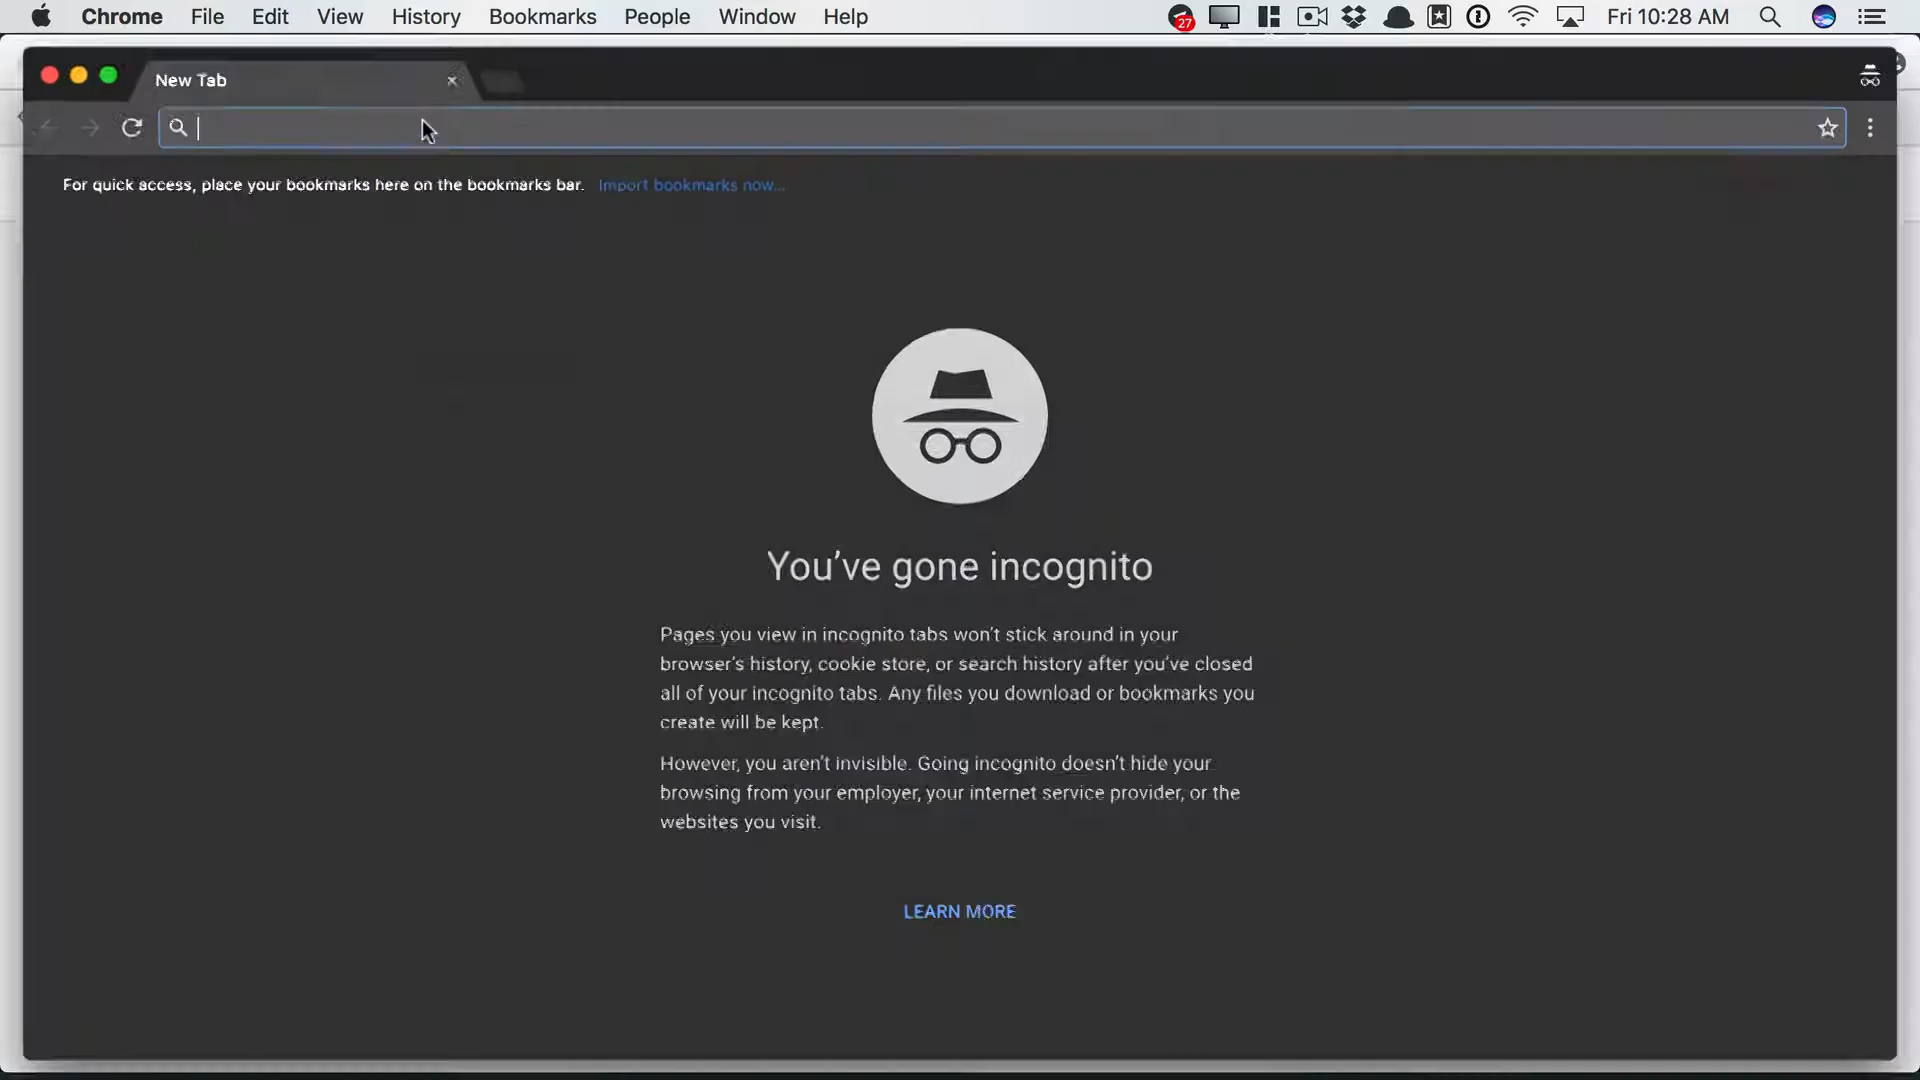 Chrome File Edit View History Bookmarks People Window Help 27 Fri 10:28 AM
New Tab
For quick access, place your bookmarks here on the bookmarks bar. Import bookmarks now...
You've gone incognito
Pages you view in incognito tabs won't stick around in your
browser's history, cookie store, or search history after you've closed
all of your incognito tabs. Any files you download or bookmarks you
create will be kept.
However, you aren't invisible. Going incognito doesn't hide your
browsing from your employer, your internet service provider, or the
websites you visit.
LEARN MORE